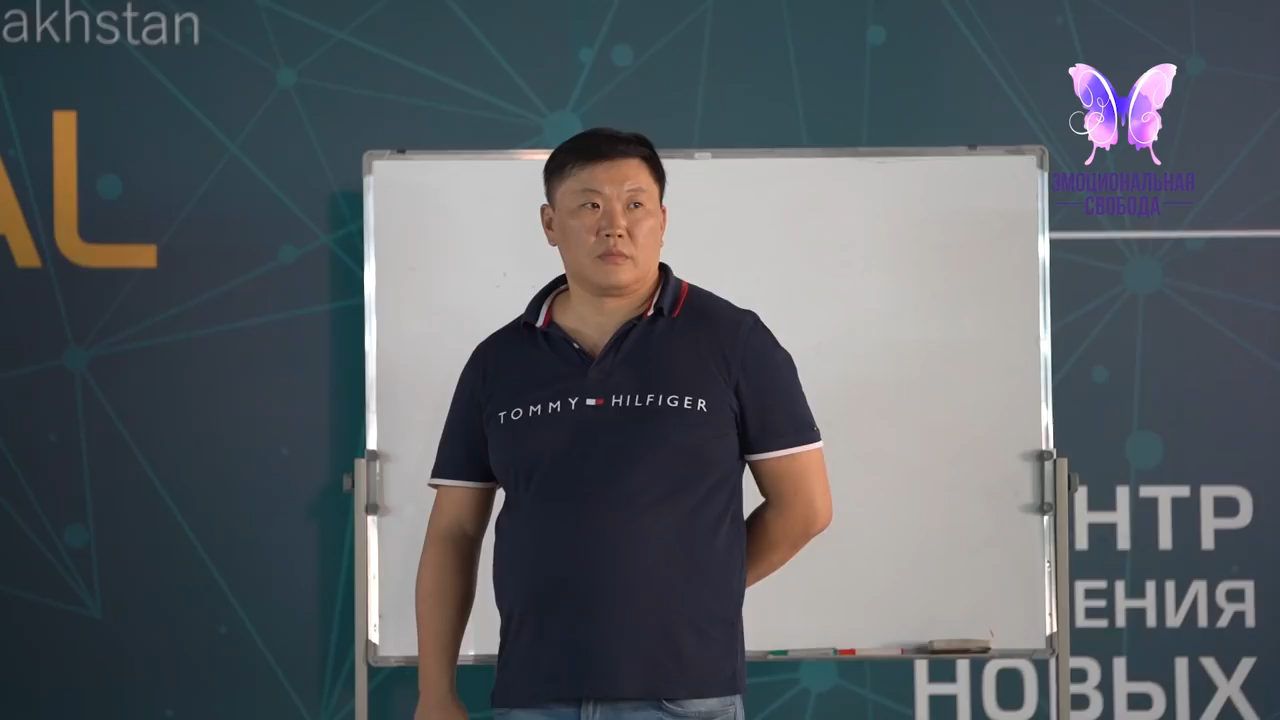 akhstan
AL
ЭМОЦИОНАЛЬНАЯ
СВОБОДА
TOMMY HILFIGER
НТР
ЕНИЯ
НОВЫХ